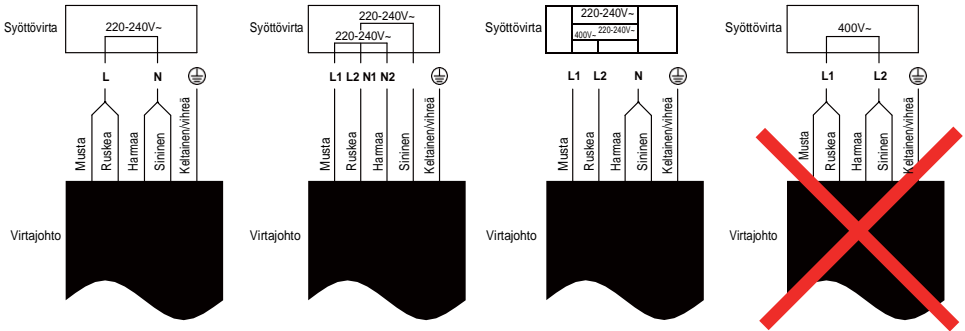 Syöttövirta
220-240V~
L N
Musta
Ruskea
Harmaa
Sininen
Keltainen/vihreä
Virtajohto
Syöttövirta
220-240V~
220-240V~
L1 L2 N1 N2
Musta
Ruskea
Harmaa
Sininen
Keltainen/vihreä
Virtajohto
Syöttövirta
220-240V~
400V~ 220-240V~
L1 L2 N
Musta
Ruskea
Harmaa
Sininen
Keltainen/vihreä
Virtajohto
Syöttövirta
400V~
L1 L2
Musta
Ruskea
Harmaa
Sininen
Keltainen/vihreä
Virtajohto